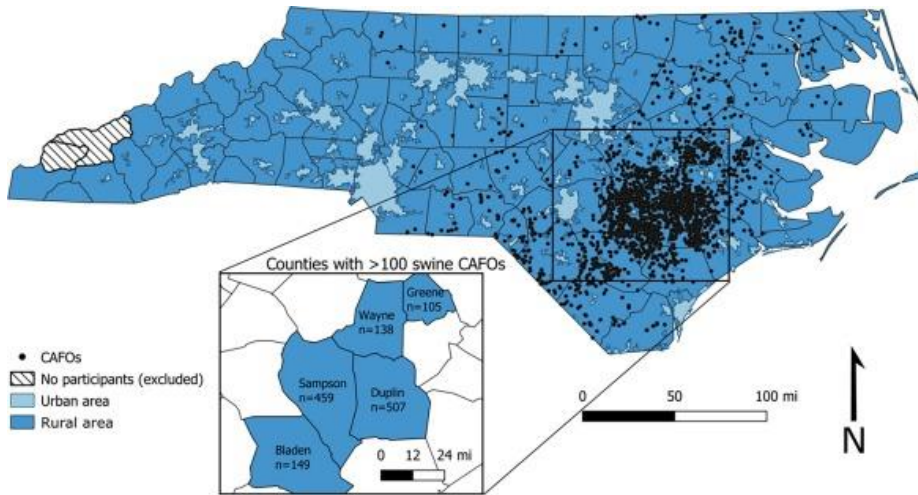 Counties with >100 swine CAFOs
Greene
n=105
Wayne
n=138
Sampson
n=459
Duplin
n=507
Bladen
n=149
0 12 24 mi
CAFOs
No participants (excluded)
Urban area
Rural area
0 50 100 mi
N